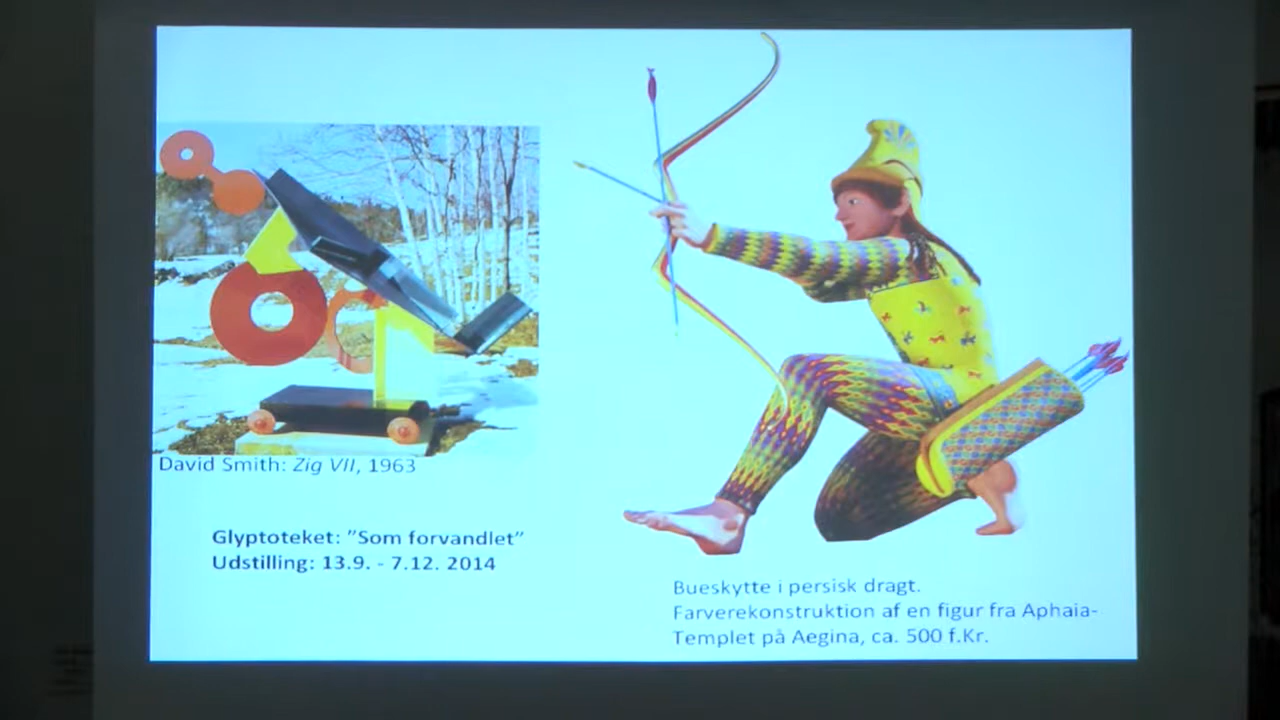 David Smith: Zig VII, 1963
Glyptoteket: ”Som forvandlet”
Udstilling: 13.9. - 7.12. 2014
Bueskytte i persisk dragt.
Farverekonstruktion af en figur fra Aphaia-
Templet på Aegina, ca. 500 f.Kr.